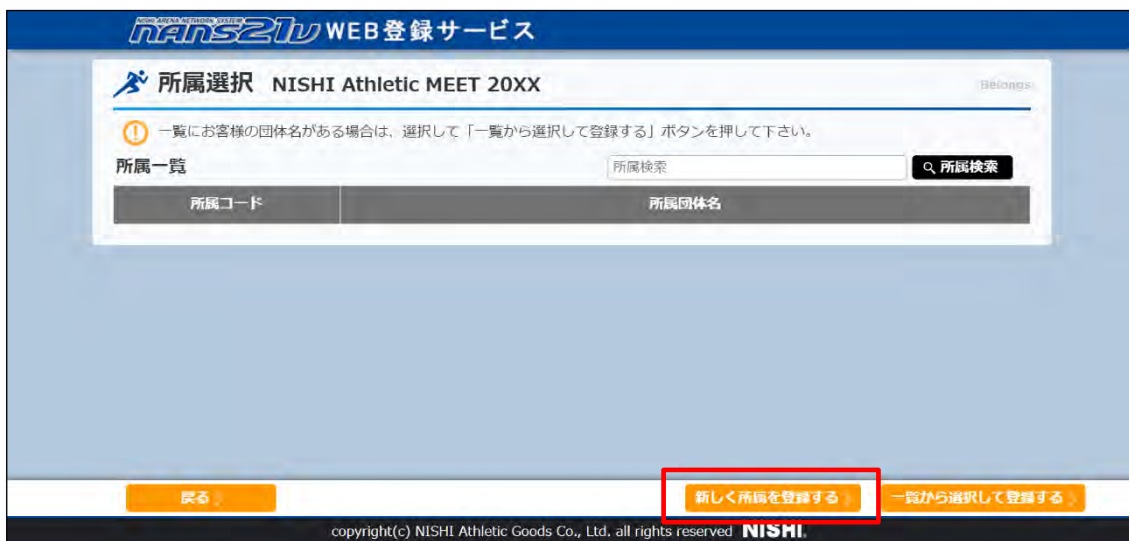 NISHI ARENA NETWORK SYSTEM
nans21v WEB登録サービス
所属選択 NISHI Athletic MEET 20XX
Belongs
一覧にお客様の団体名がある場合は、選択して「一覧から選択して登録する」ボタンを押して下さい。
所属一覧
所属検索
所属検索
所属コード
所属団体名
戻る
新しく所属を登録する
一覧から選択して登録する
copyright(c) NISHI Athletic Goods Co., Ltd. all rights reserved NISHI.